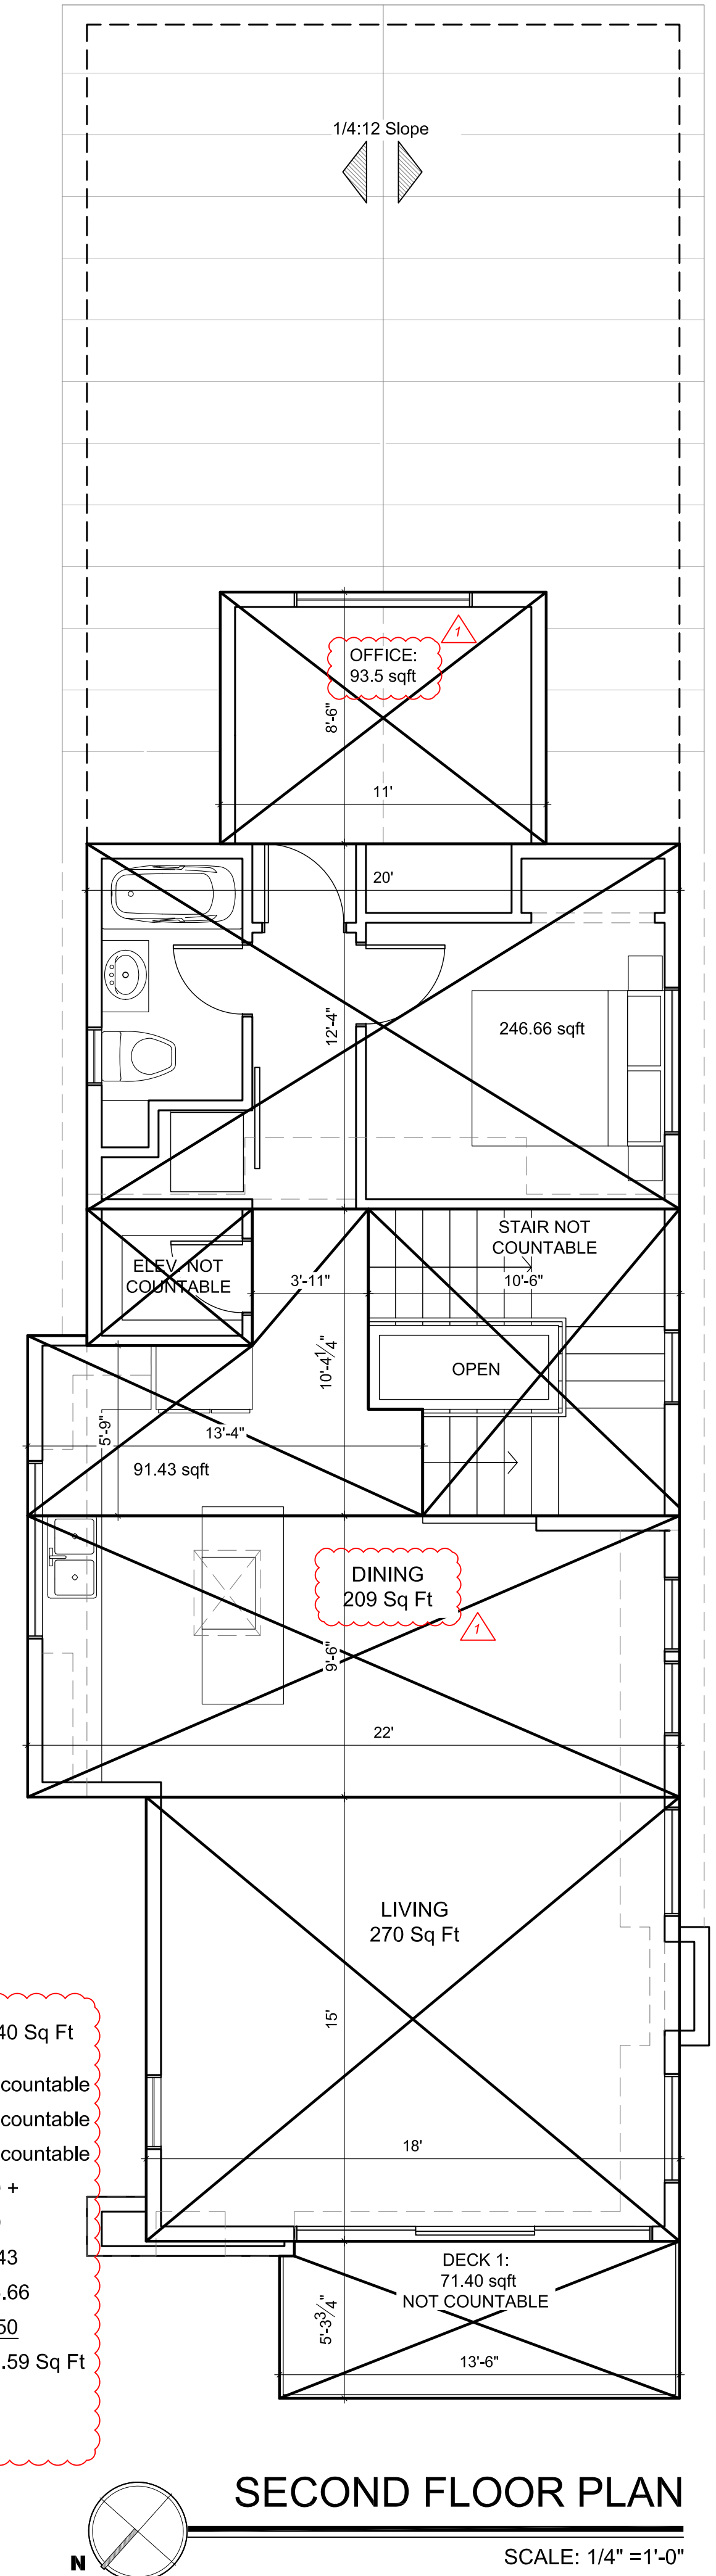 1/4:12 Slope
1
OFFICE:
93.5 sqft
8'-6"
11'
20'
12'-4"
246.66 sqft
STAIR NOT
COUNTABLE
ELEV. NOT
COUNTABLE
3'-11"
10'-6"
10'-4 1/4"
OPEN
5'-9"
13'-4"
91.43 sqft
DINING
209 Sq Ft
1
9'-6"
22'
LIVING
270 Sq Ft
15'
40 Sq Ft
countable
countable
countable
18'
+
43
.66
50
.59 Sq Ft
DECK 1:
71.40 sqft
NOT COUNTABLE
5'-3 3/4"
13'-6"
SECOND FLOOR PLAN
N
SCALE: 1/4" =1'-0"